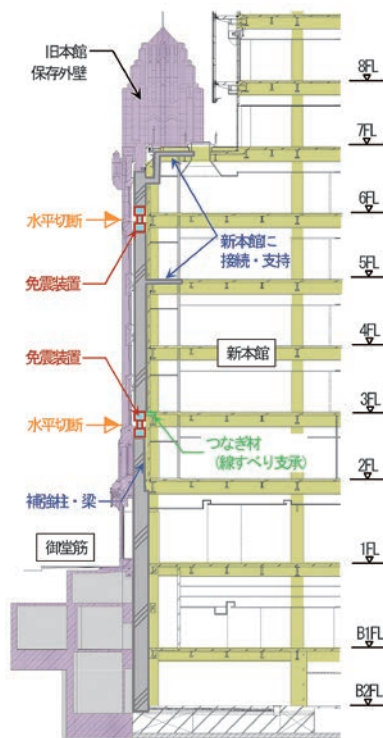 旧本館
保存外壁
8FL
7FL
6FL
水平切断
免震装置
新本館に
接続・支持
5FL
4FL
免震装置
新本館
3FL
水平切断
つなぎ材
(線すべり支承)
2FL
補強柱・梁
御堂筋
1FL
B1FL
B2FL